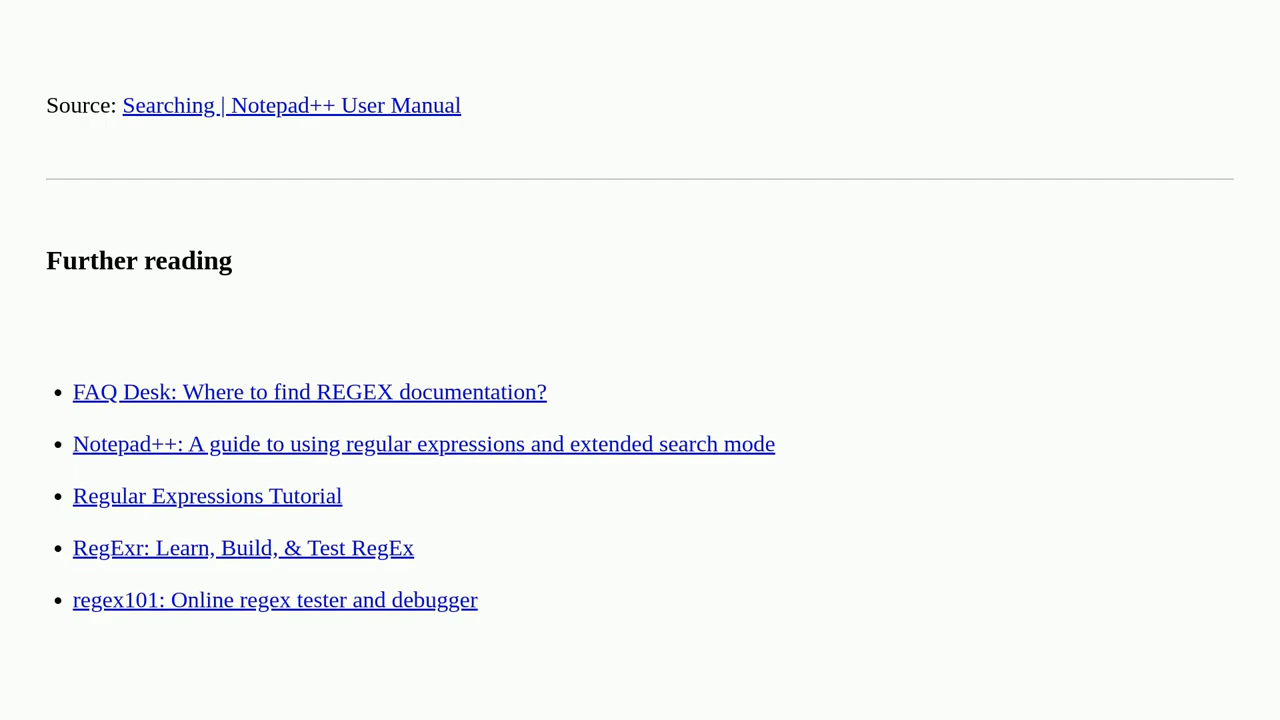 Source: Searching | Notepad++ User Manual
Further reading
• FAQ Desk: Where to find REGEX documentation?
• Notepad++: A guide to using regular expressions and extended search mode
• Regular Expressions Tutorial
• RegExr: Learn, Build, & Test RegEx
• regex101: Online regex tester and debugger